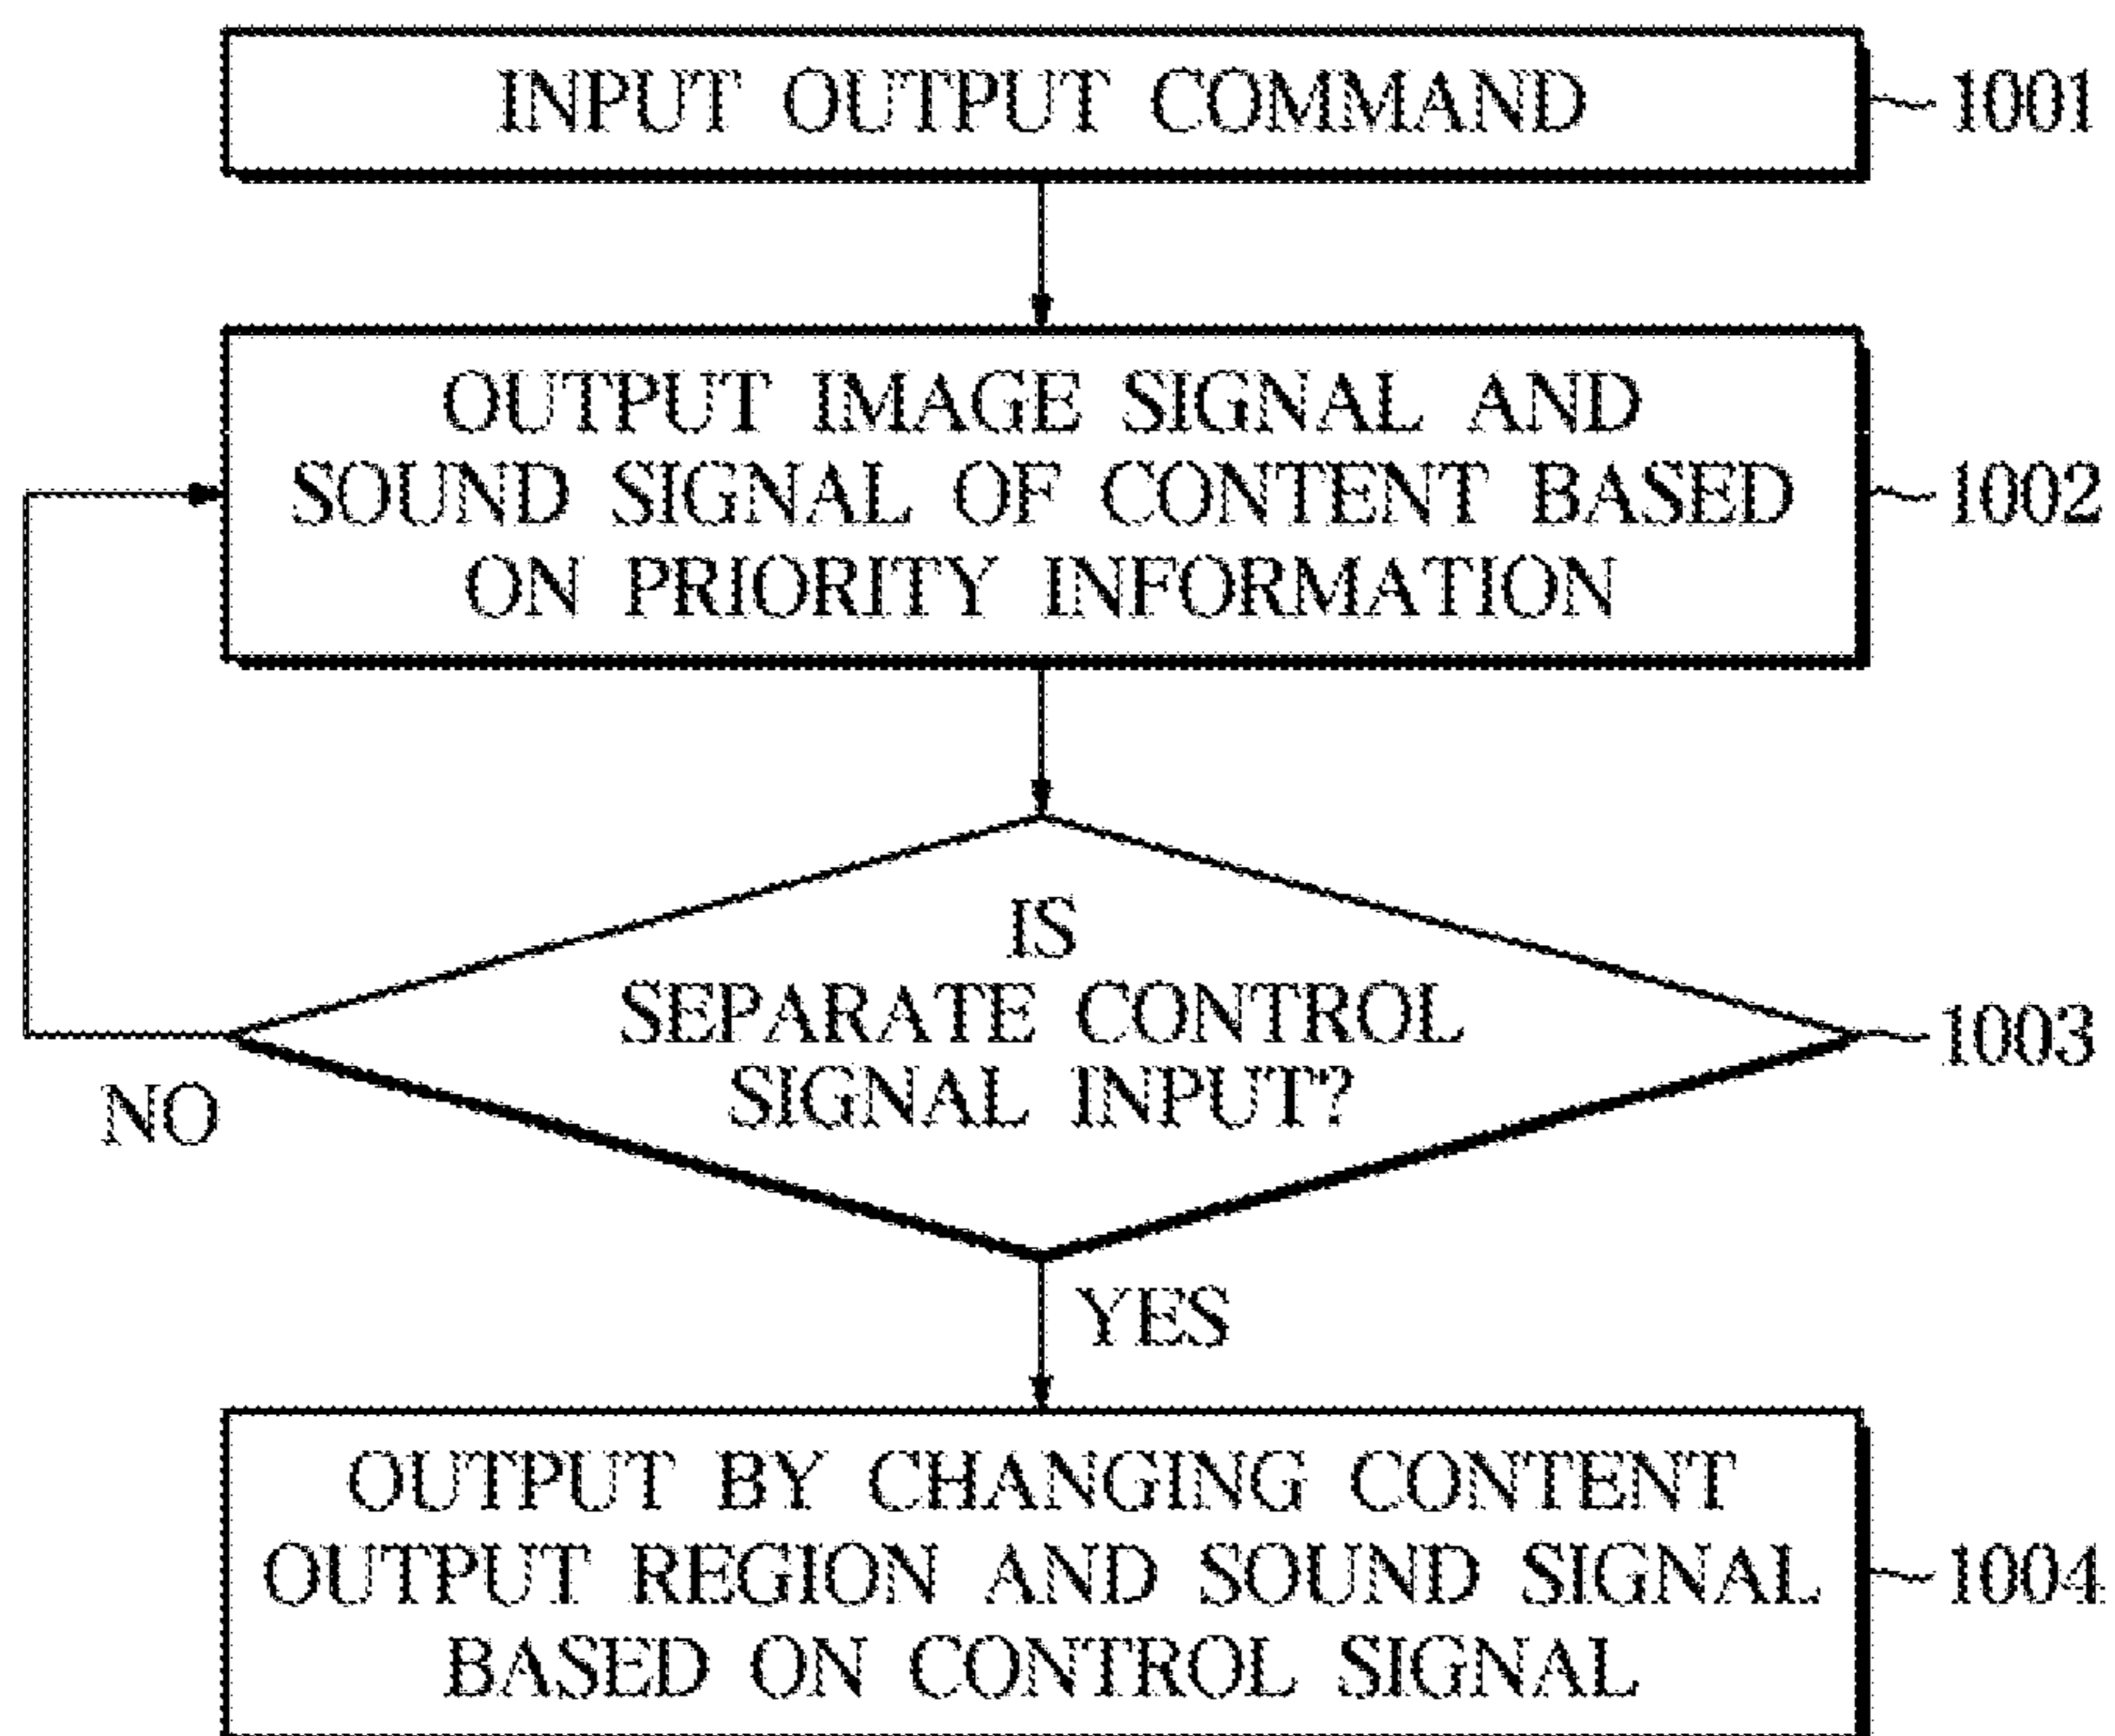 INPUT OUTPUT COMMAND
1001
OUTPUT IMAGE SIGNAL AND
SOUND SIGNAL OF CONTENT BASED
ON PRIORITY INFORMATION
1002
IS
SEPARATE CONTROL
SIGNAL INPUT?
1003
NO
YES
OUTPUT BY CHANGING CONTENT
OUTPUT REGION AND SOUND SIGNAL
BASED ON CONTROL SIGNAL
1004